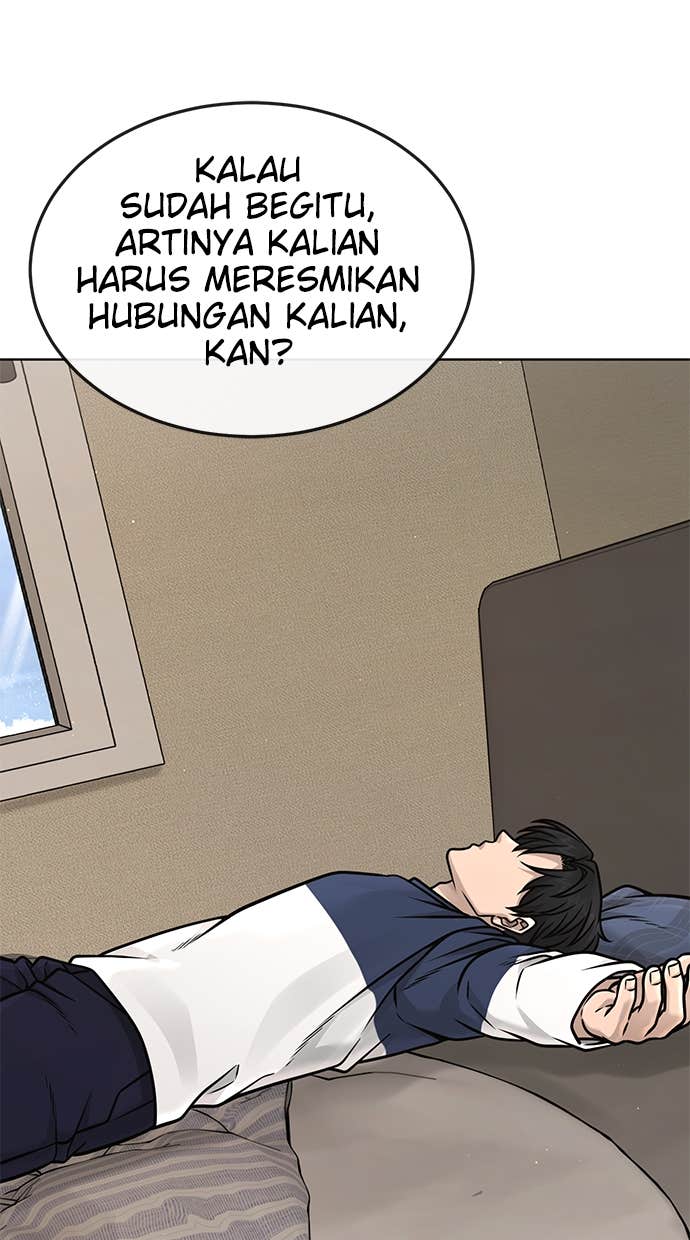 KALAU
SUDAH BEGITU,
ARTINYA KALIAN
HARUS MERESMIKAN
HUBUNGAN KALIAN,
KAN?